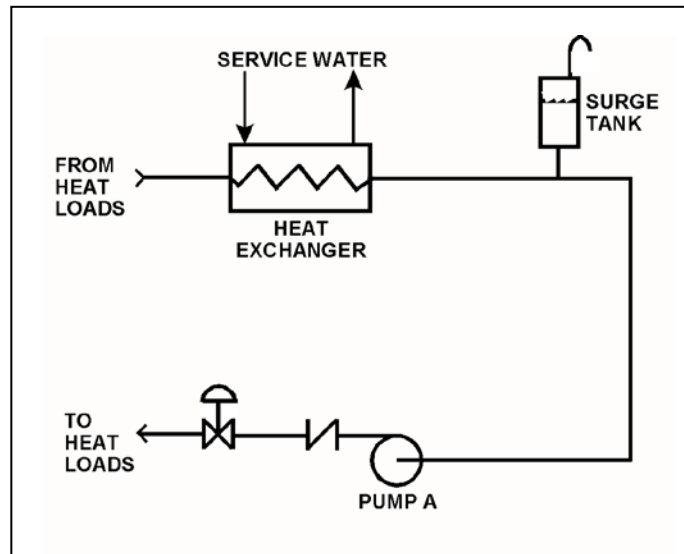 SERVICE WATER
SURGE
TANK
FROM
HEAT
LOADS
HEAT
EXCHANGER
TO
HEAT
LOADS
PUMP A